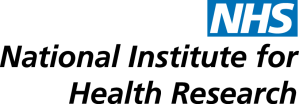 NHS
National Institute for
Health Research